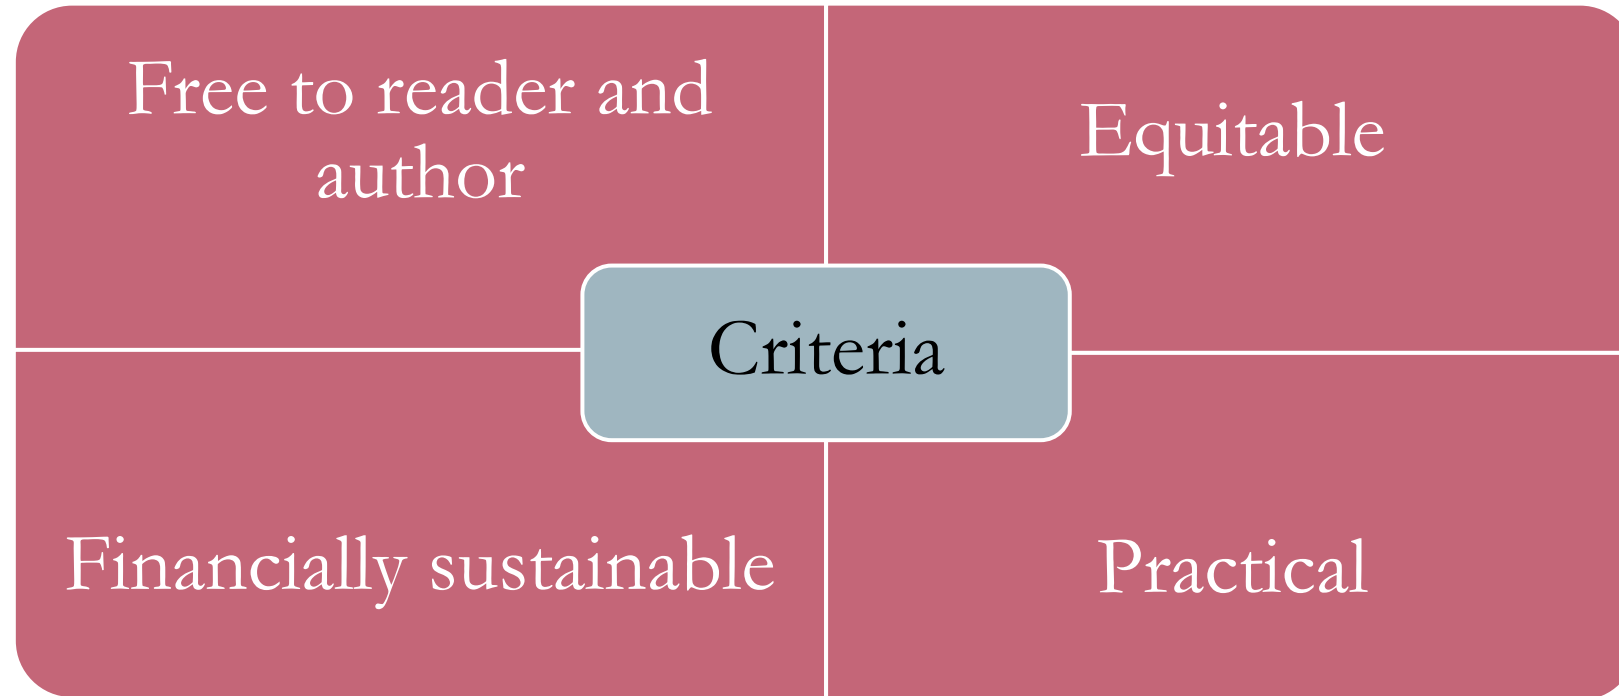 Free to reader and
author
Equitable
Criteria
Financially sustainable
Practical